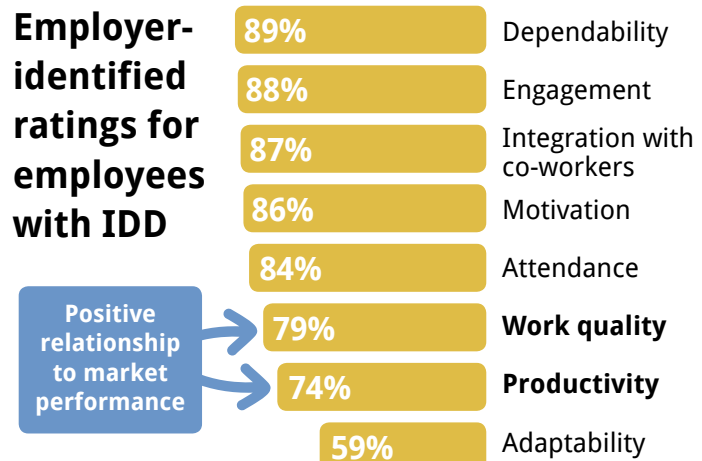 Employer-
identified
ratings for
employees
with IDD
89% Dependability
88% Engagement
87% Integration with
co-workers
86% Motivation
84% Attendance
Positive
relationship
to market
performance
79% Work quality
74% Productivity
59% Adaptability